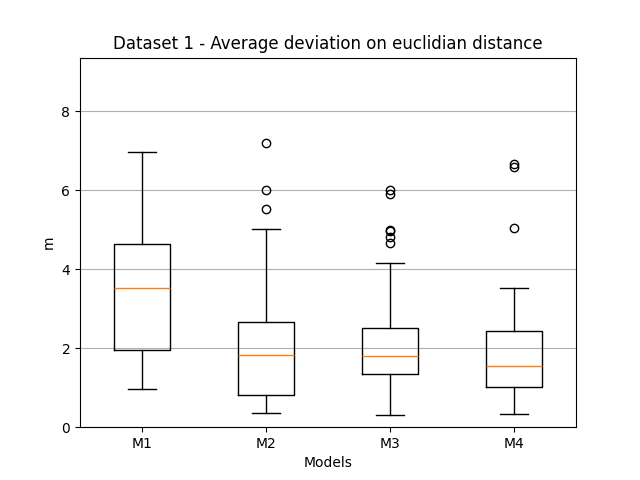 Dataset 1 - Average deviation on euclidian distance
8
6
4
2
0
m
M1 M2 M3 M4
Models